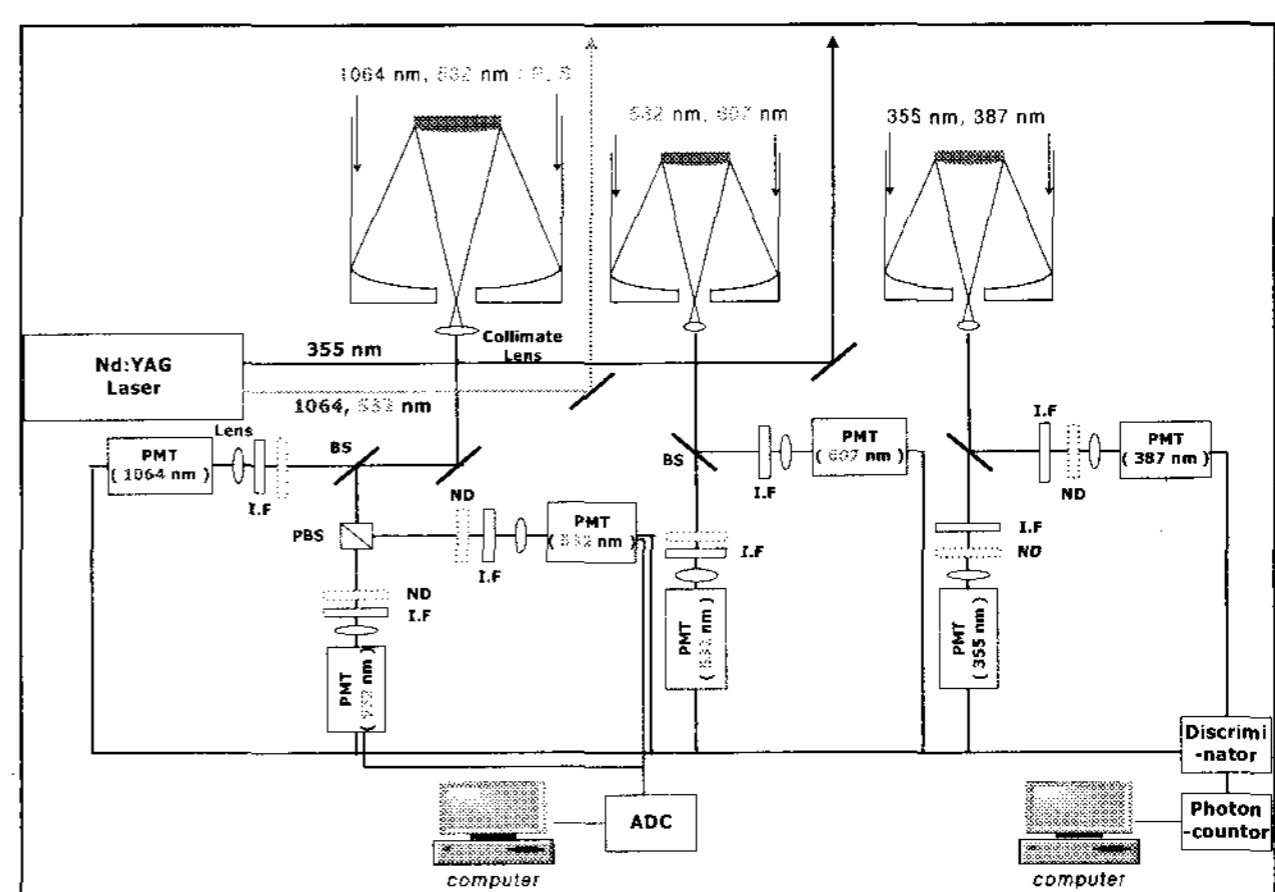 1064 nm, 532 nm : P, S
532 nm, 607 nm
355 nm, 387 nm
Nd:YAG
Laser
355 nm
Collimate
Lens
1064, 532 nm
PMT
( 1064 nm )
Lens
I.F
BS
PBS
ND
I.F
PMT
( 532 nm )
ND
I.F
PMT
( 532 nm )
BS
I.F
PMT
( 607 nm )
I.F
PMT
( 532 nm )
I.F
ND
PMT
( 387 nm )
I.F
ND
PMT
( 355 nm )
Discrimi
-nator
Photon
-countor
ADC
computer
computer